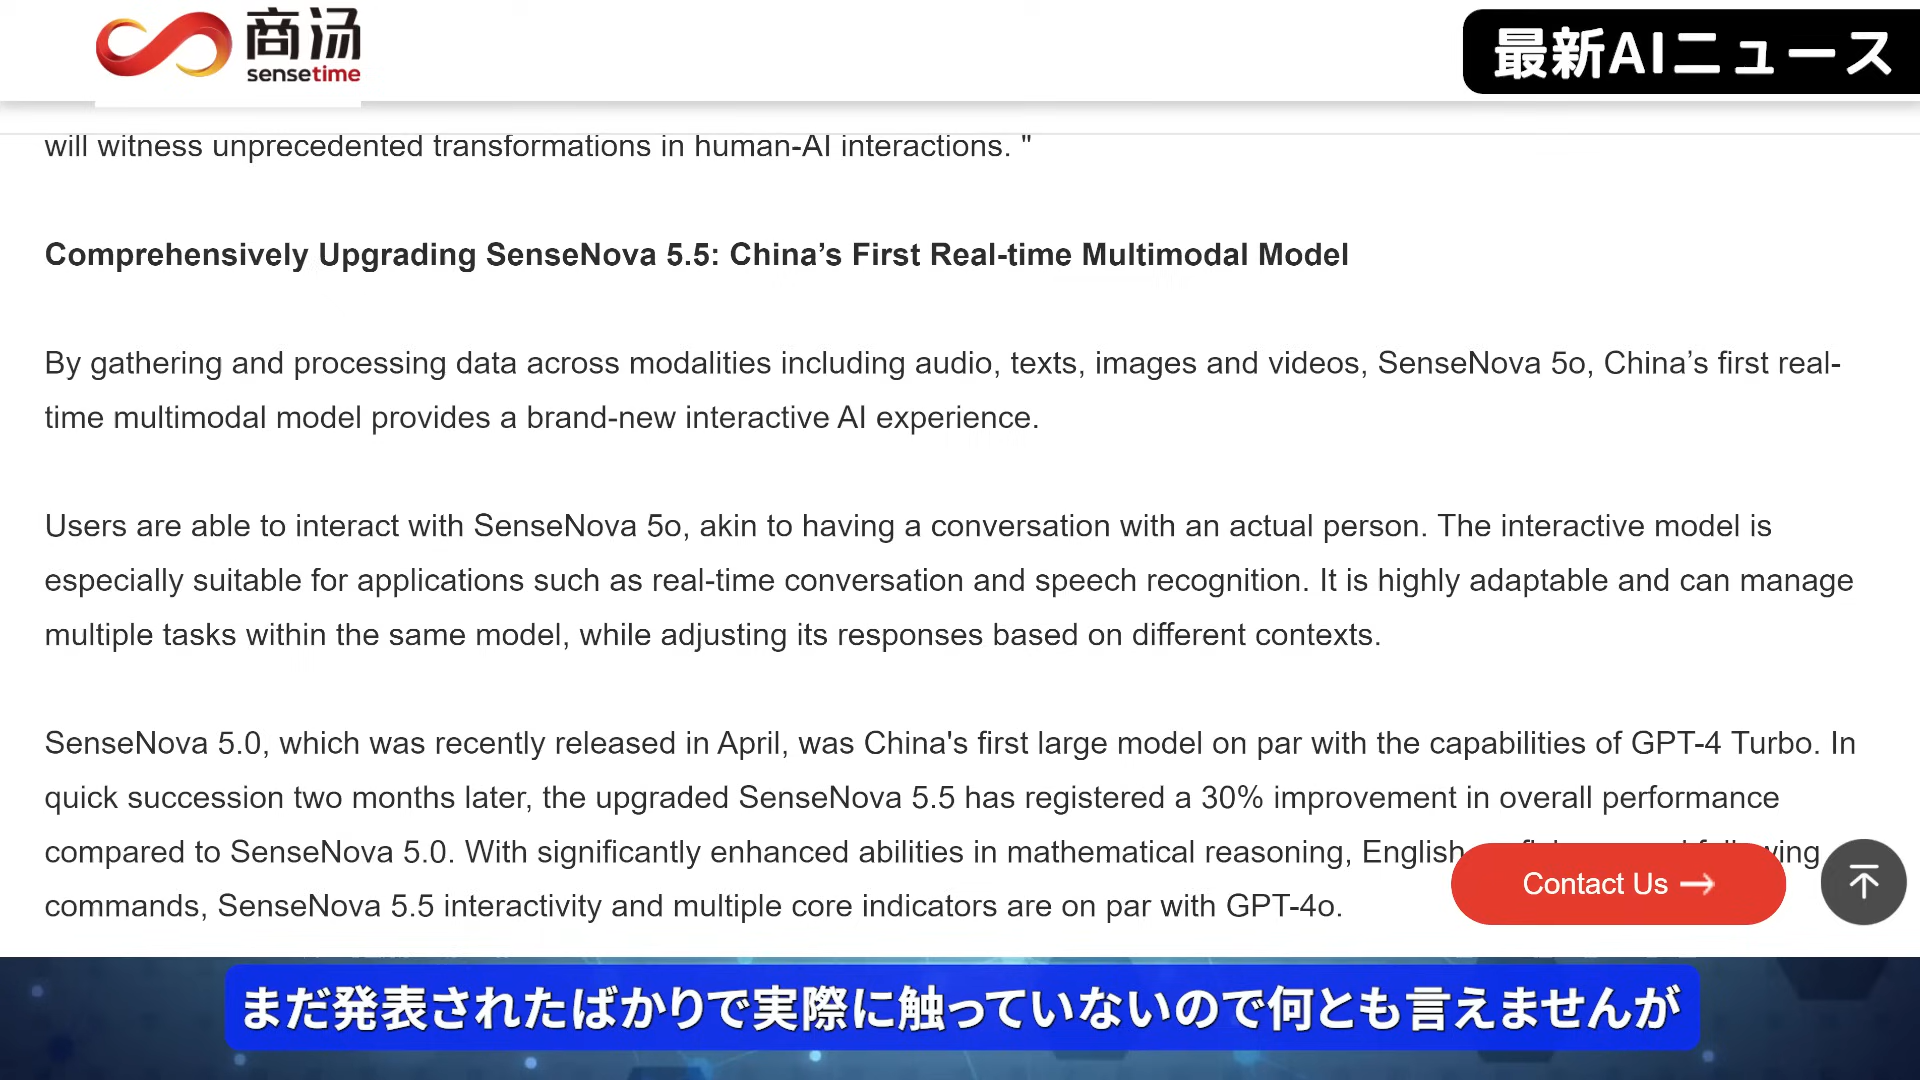 商汤
sensetime
最新AIニュース
will witness unprecedented transformations in human-AI interactions. "
Comprehensively Upgrading SenseNova 5.5: China’s First Real-time Multimodal Model
By gathering and processing data across modalities including audio, texts, images and videos, SenseNova 5o, China’s first real-
time multimodal model provides a brand-new interactive AI experience.
Users are able to interact with SenseNova 5o, akin to having a conversation with an actual person. The interactive model is
especially suitable for applications such as real-time conversation and speech recognition. It is highly adaptable and can manage
multiple tasks within the same model, while adjusting its responses based on different contexts.
SenseNova 5.0, which was recently released in April, was China's first large model on par with the capabilities of GPT-4 Turbo. In
quick succession two months later, the upgraded SenseNova 5.5 has registered a 30% improvement in overall performance
compared to SenseNova 5.0. With significantly enhanced abilities in mathematical reasoning, English
commands, SenseNova 5.5 interactivity and multiple core indicators are on par with GPT-4o.
Contact Us →
まだ発表されたばかりで実際に触っていないので何とも言えませんが